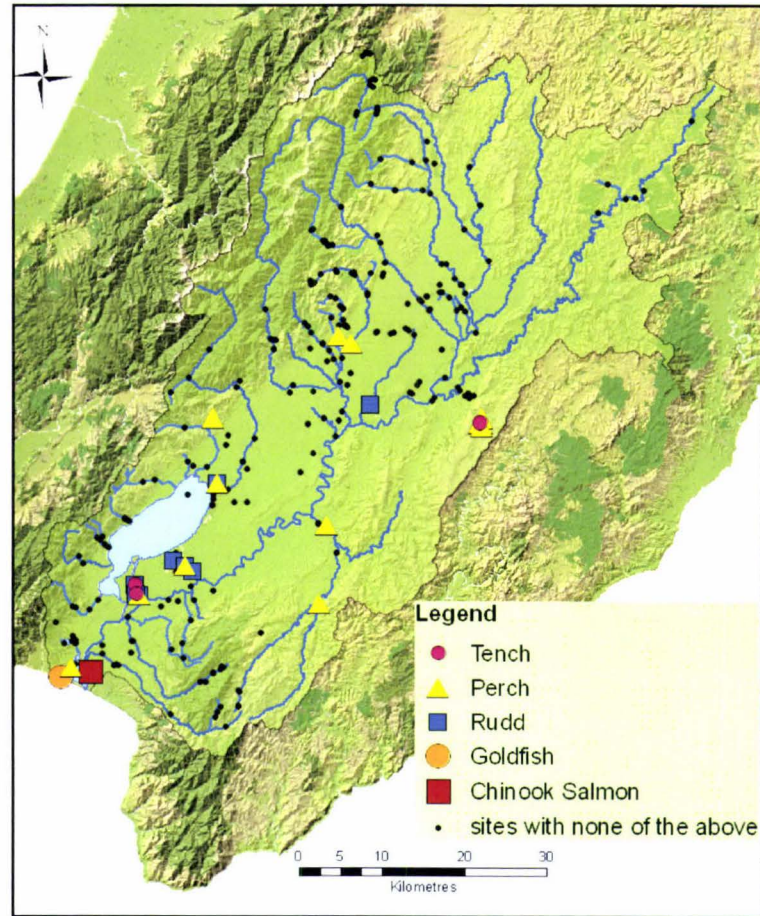 N
Legend
Tench
Perch
Rudd
Goldfish
Chinook Salmon
sites with none of the above
0 5 10 20 30
Kilometres